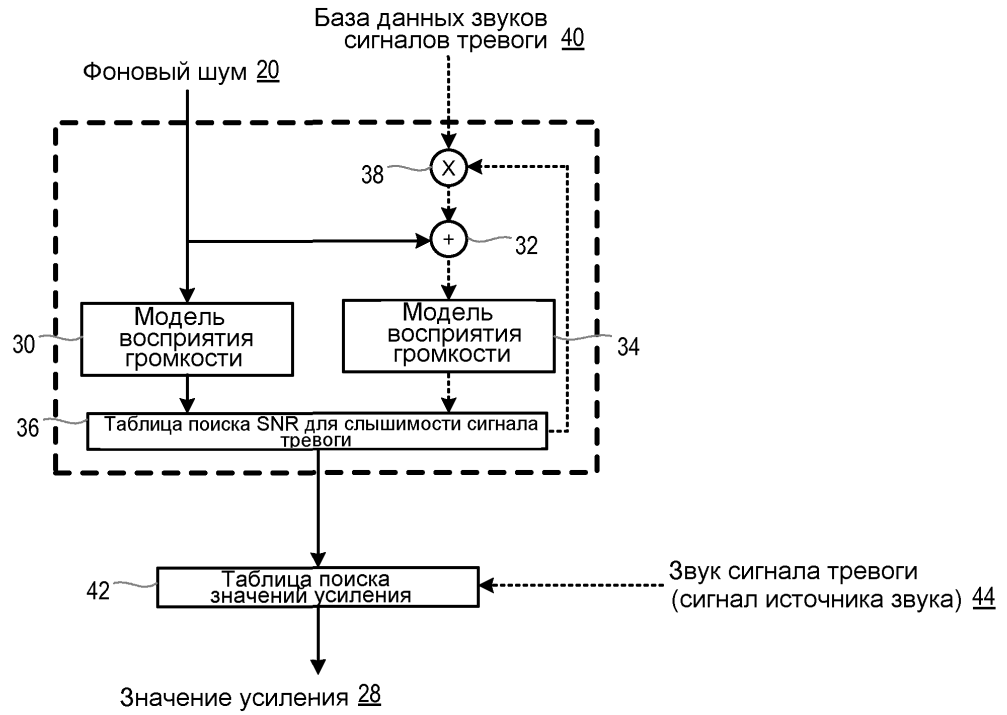 База данных звуков
сигналов тревоги 40
Фоновый шум 20
38
X
+
32
30
Модель
восприятия
громкости
Модель
восприятия
громкости
34
36
Таблица поиска SNR для слышимости сигнала
тревоги
42
Таблица поиска
значений усиления
Звук сигнала тревоги
(сигнал источника звука) 44
Значение усиления 28